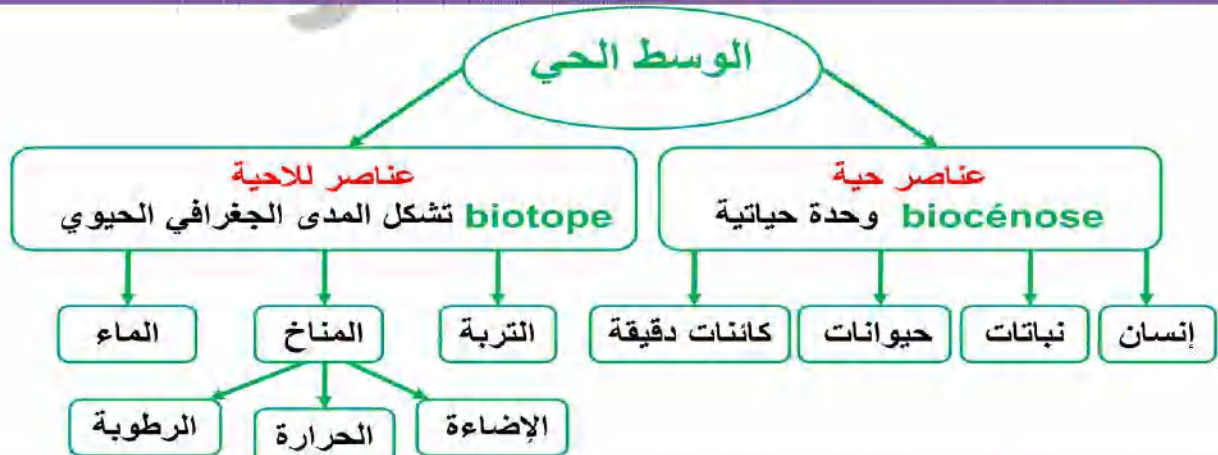 الوسط الحي
عناصر حية
biocénose وحدة حياتية
عناصر للاحية
biotope تشكل المدى الجغرافي الحيوي
إنسان
نباتات
حيوانات
كائنات دقيقة
التربة
المناخ
الماء
الإضاءة
الحرارة
الرطوبة